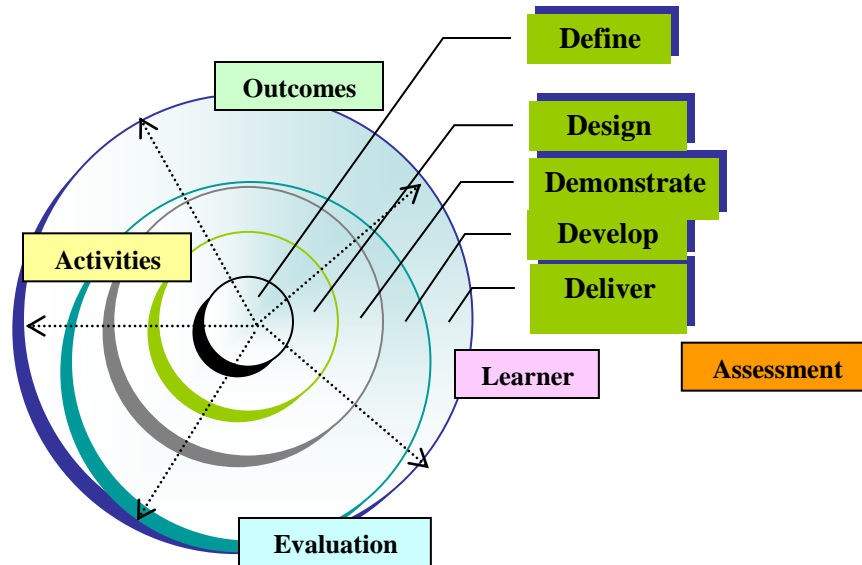 Define
Outcomes
Design
Demonstrate
Develop
Activities
Deliver
Learner
Assessment
Evaluation